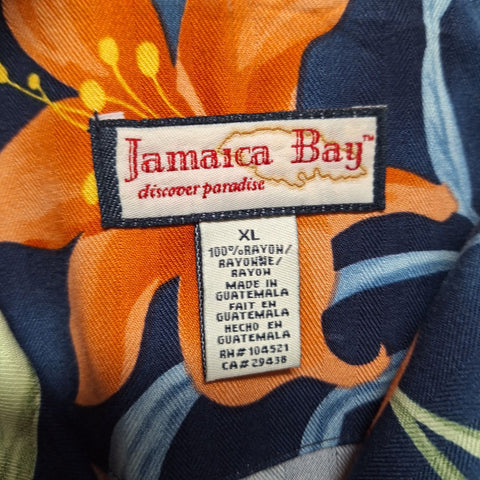 Jamaica Bay™
discover paradise
XL
100% RAYON/
RAYONNE/
RAYON
MADE IN
GUATEMALA
FAIT EN
GUATEMALA
HECHO EN
GUATEMALA
RN# 104521
CA# 29438